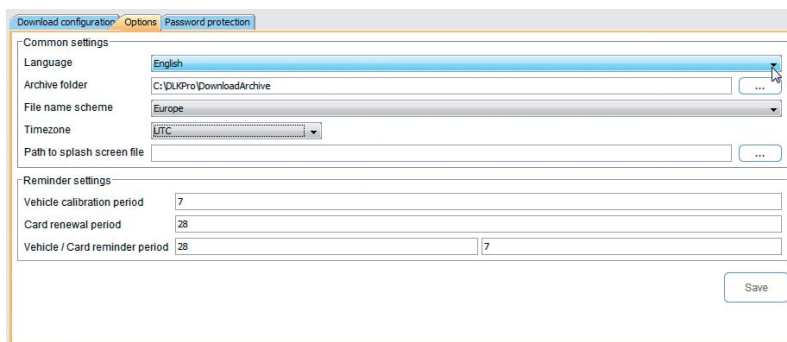 Download configuration Options Password protection
Common settings
Language English
Archive folder C:\DLKPro\DownloadArchive ...
File name scheme Europe
Timezone UTC
Path to splash screen file ...
Reminder settings
Vehicle calibration period 7
Card renewal period 28
Vehicle / Card reminder period 28 7
Save